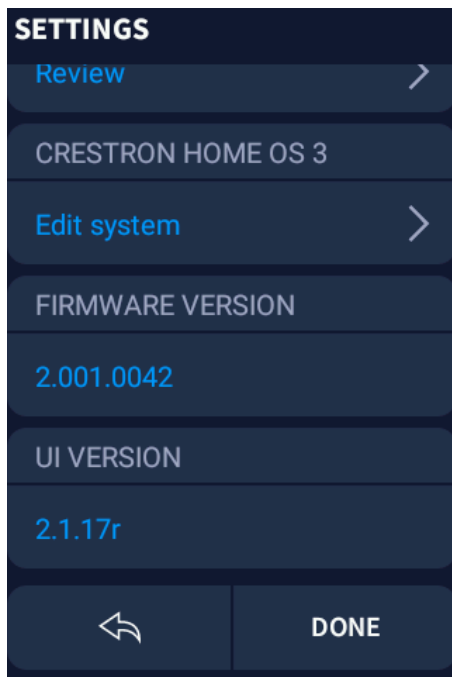 SETTINGS
Review
CRESTRON HOME OS 3
Edit system
FIRMWARE VERSION
2.001.0042
UI VERSION
2.1.17r
DONE